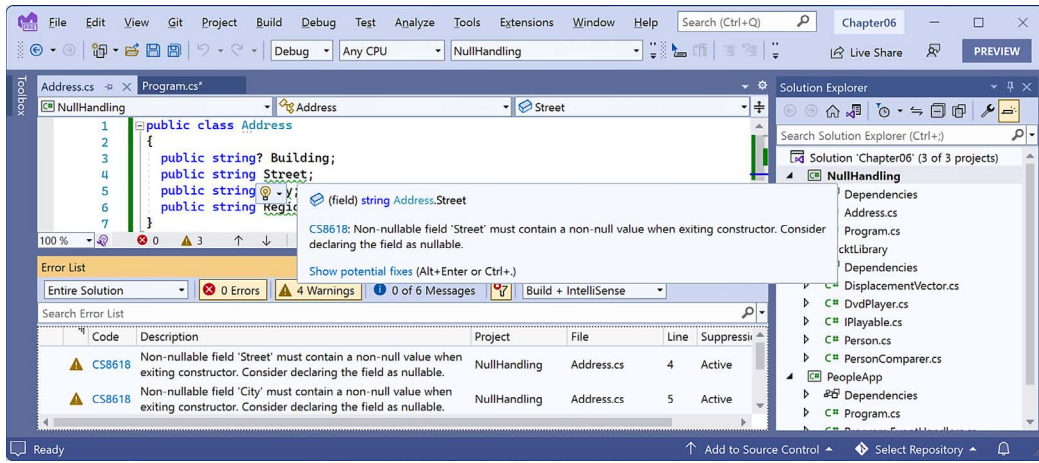 File Edit View Git Project Build Debug Test Analyze Tools Extensions Window Help Search (Ctrl+Q) Chapter06
Debug Any CPU NullHandling Live Share PREVIEW
Toolbox
Address.cs Program.cs*
NullHandling Address Street
1 public class Address
2 {
3 public string? Building;
4 public string Street;
5 public string y;
6 public string Regio
7 }
(field) string Address.Street
CS8618: Non-nullable field 'Street' must contain a non-null value when exiting constructor. Consider
declaring the field as nullable.
Show potential fixes (Alt+Enter or Ctrl+.)
100 % 0 3
Error List
Entire Solution 0 Errors 4 Warnings 0 of 6 Messages Build + IntelliSense
Search Error List
Code Description Project File Line Suppressi
CS8618 Non-nullable field 'Street' must contain a non-null value when
exiting constructor. Consider declaring the field as nullable. NullHandling Address.cs 4 Active
CS8618 Non-nullable field 'City' must contain a non-null value when
exiting constructor. Consider declaring the field as nullable. NullHandling Address.cs 5 Active
Solution Explorer
Search Solution Explorer (Ctrl+;)
Solution 'Chapter06' (3 of 3 projects)
C# NullHandling
Dependencies
Address.cs
Program.cs
cktLibrary
Dependencies
C# DisplacementVector.cs
C# DvdPlayer.cs
C# IPlayable.cs
C# Person.cs
C# PersonComparer.cs
C# PeopleApp
Dependencies
C# Program.cs
Ready Add to Source Control Select Repository